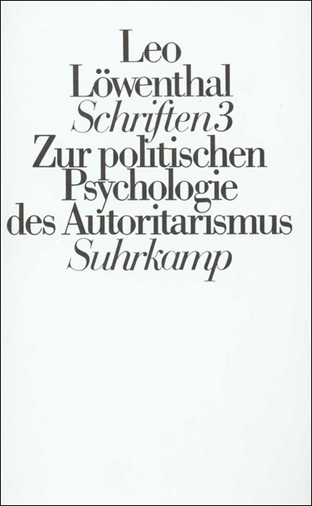 Leo
Löwenthal
Schriften 3
Zur politischen
Psychologie
des Autoritarismus
Suhrkamp